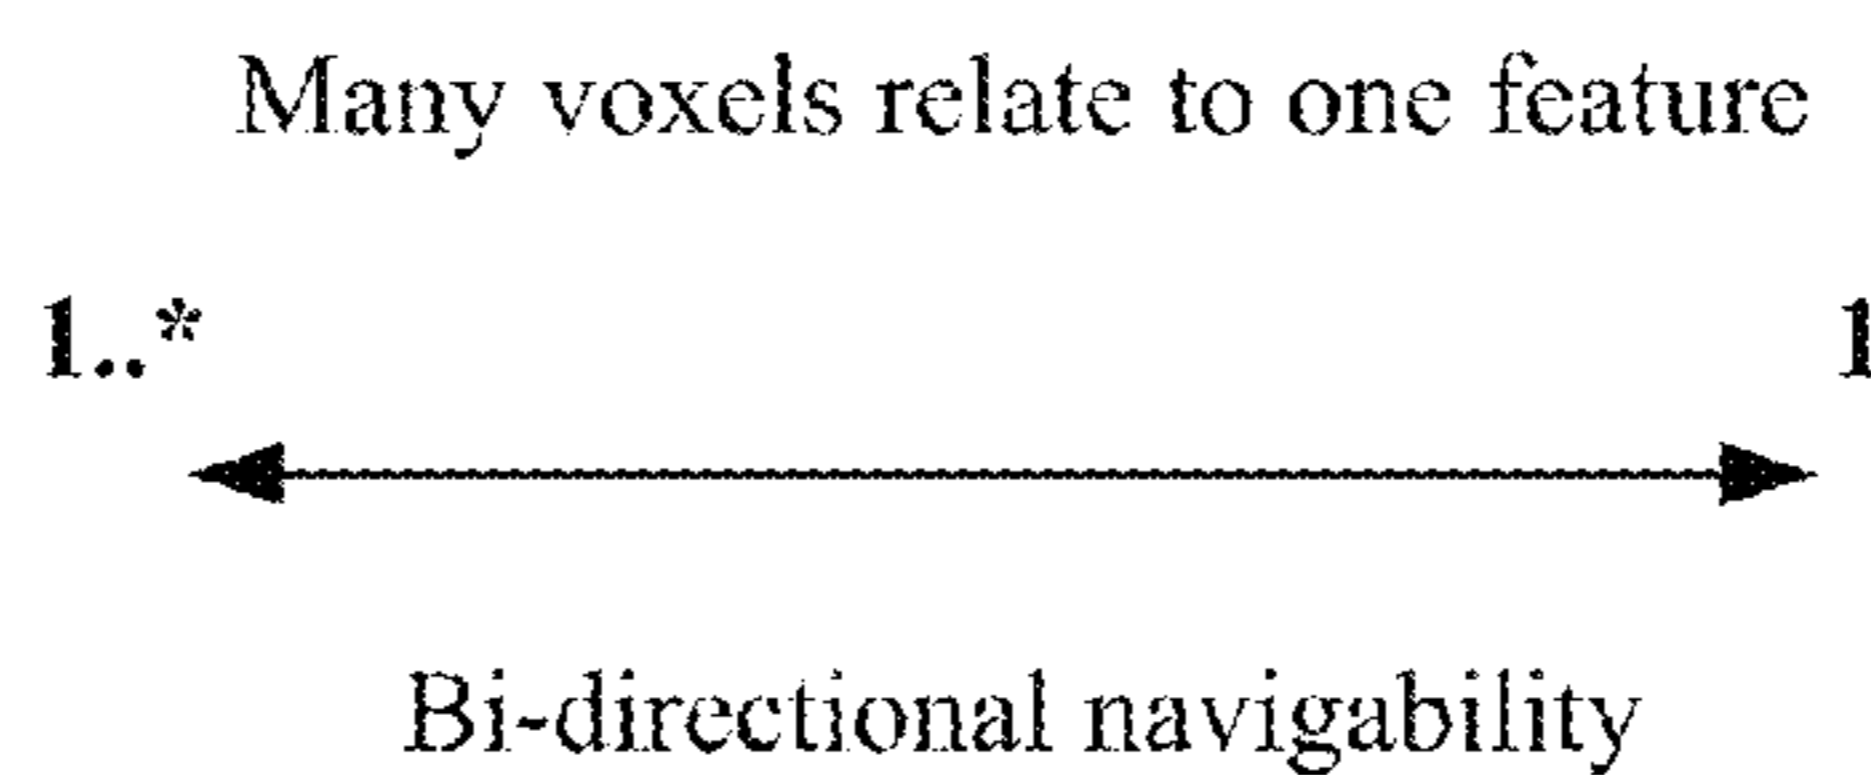 Many voxels relate to one feature
1..* 1
Bi-directional navigability